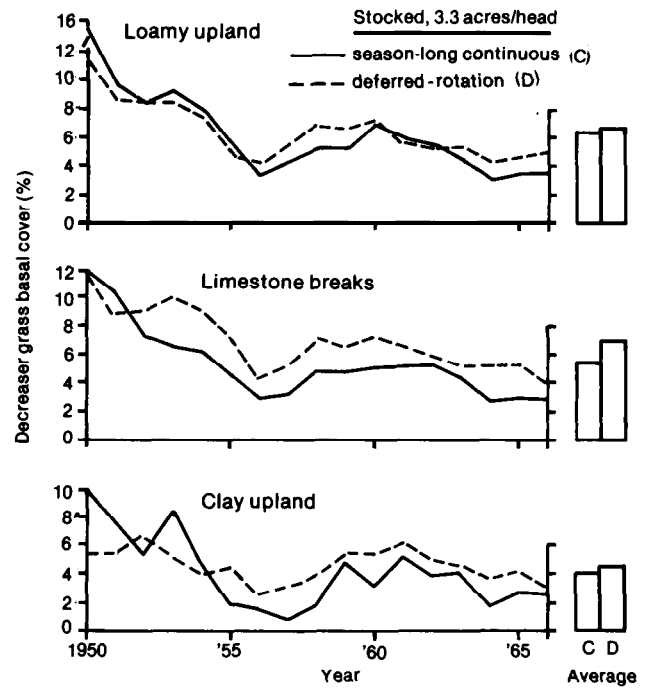 Stocked, 3.3 acres/head
season-long continuous (C)
deferred-rotation (D)
Loamy upland
16
12
10
8
6
4
2
0
Limestone breaks
12
10
8
6
4
2
0
Clay upland
10
8
6
4
2
0
1950 '55 '60 '65
Year
Decreaser grass basal cover (%)
C D
Average